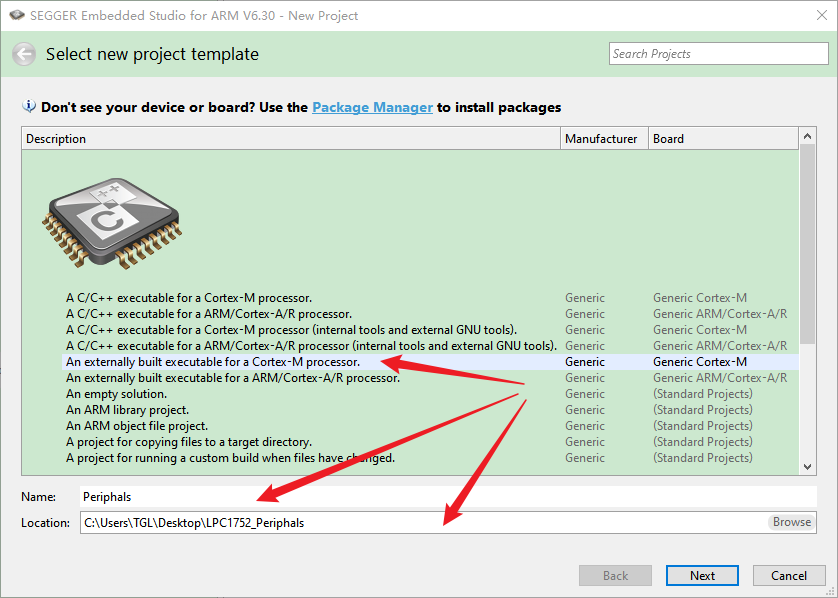 SEGGER Embedded Studio for ARM V6.30 - New Project
Select new project template
Search Projects
Don't see your device or board? Use the Package Manager to install packages
Description Manufacturer Board
C
A C/C++ executable for a Cortex-M processor. Generic Generic Cortex-M
A C/C++ executable for a ARM/Cortex-A/R processor. Generic Generic ARM/Cortex-A/R
A C/C++ executable for a Cortex-M processor (internal tools and external GNU tools). Generic Generic Cortex-M
A C/C++ executable for a ARM/Cortex-A/R processor (internal tools and external GNU tools). Generic Generic ARM/Cortex-A/R
An externally built executable for a Cortex-M processor. Generic Generic Cortex-M
An externally built executable for a ARM/Cortex-A/R processor. Generic Generic ARM/Cortex-A/R
An empty solution. Generic (Standard Projects)
An ARM library project. Generic (Standard Projects)
An ARM object file project. Generic (Standard Projects)
A project for copying files to a target directory. Generic (Standard Projects)
A project for running a custom build when files have changed. Generic (Standard Projects)
Name: Periphals
Location: C:\Users\TGL\Desktop\LPC1752_Periphals Browse
Back Next Cancel